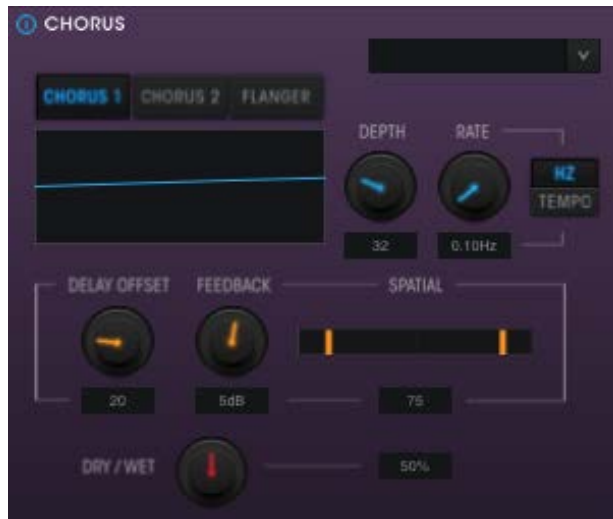 CHORUS
CHORUS 1 CHORUS 2 FLANGER
DEPTH RATE
HZ
TEMPO
32 0.10Hz
DELAY OFFSET FEEDBACK SPATIAL
20 5dB 75
DRY / WET 50%